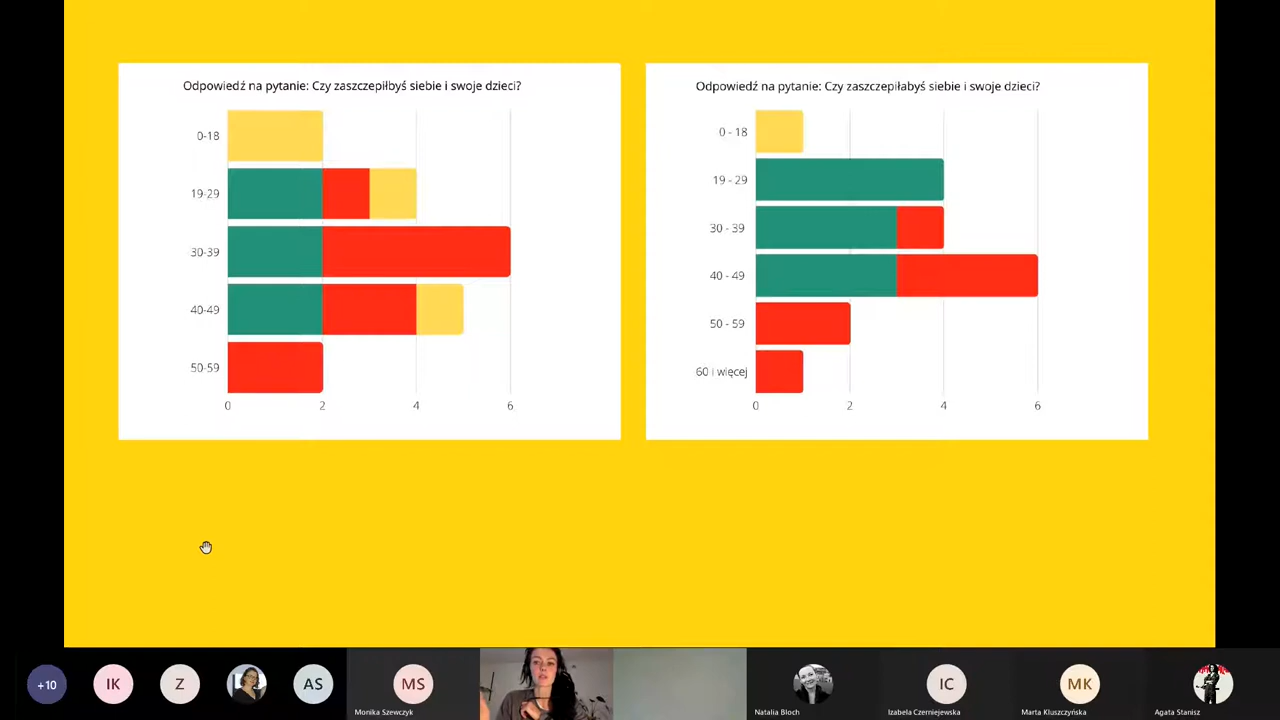 Odpowiedź na pytanie: Czy zaszczepiłbyś siebie i swoje dzieci?
0-18
19-29
30-39
40-49
50-59
0 2 4 6
Odpowiedź na pytanie: Czy zaszczepiłabyś siebie i swoje dzieci?
0 - 18
19 - 29
30 - 39
40 - 49
50 - 59
60 i więcej
0 2 4 6
+10
IK
Z
AS
MS
Monika Szewczyk
Natalia Bloch
IC
Izabela Czerniejewska
MK
Marta Kluszczyńska
Agata Stanisz